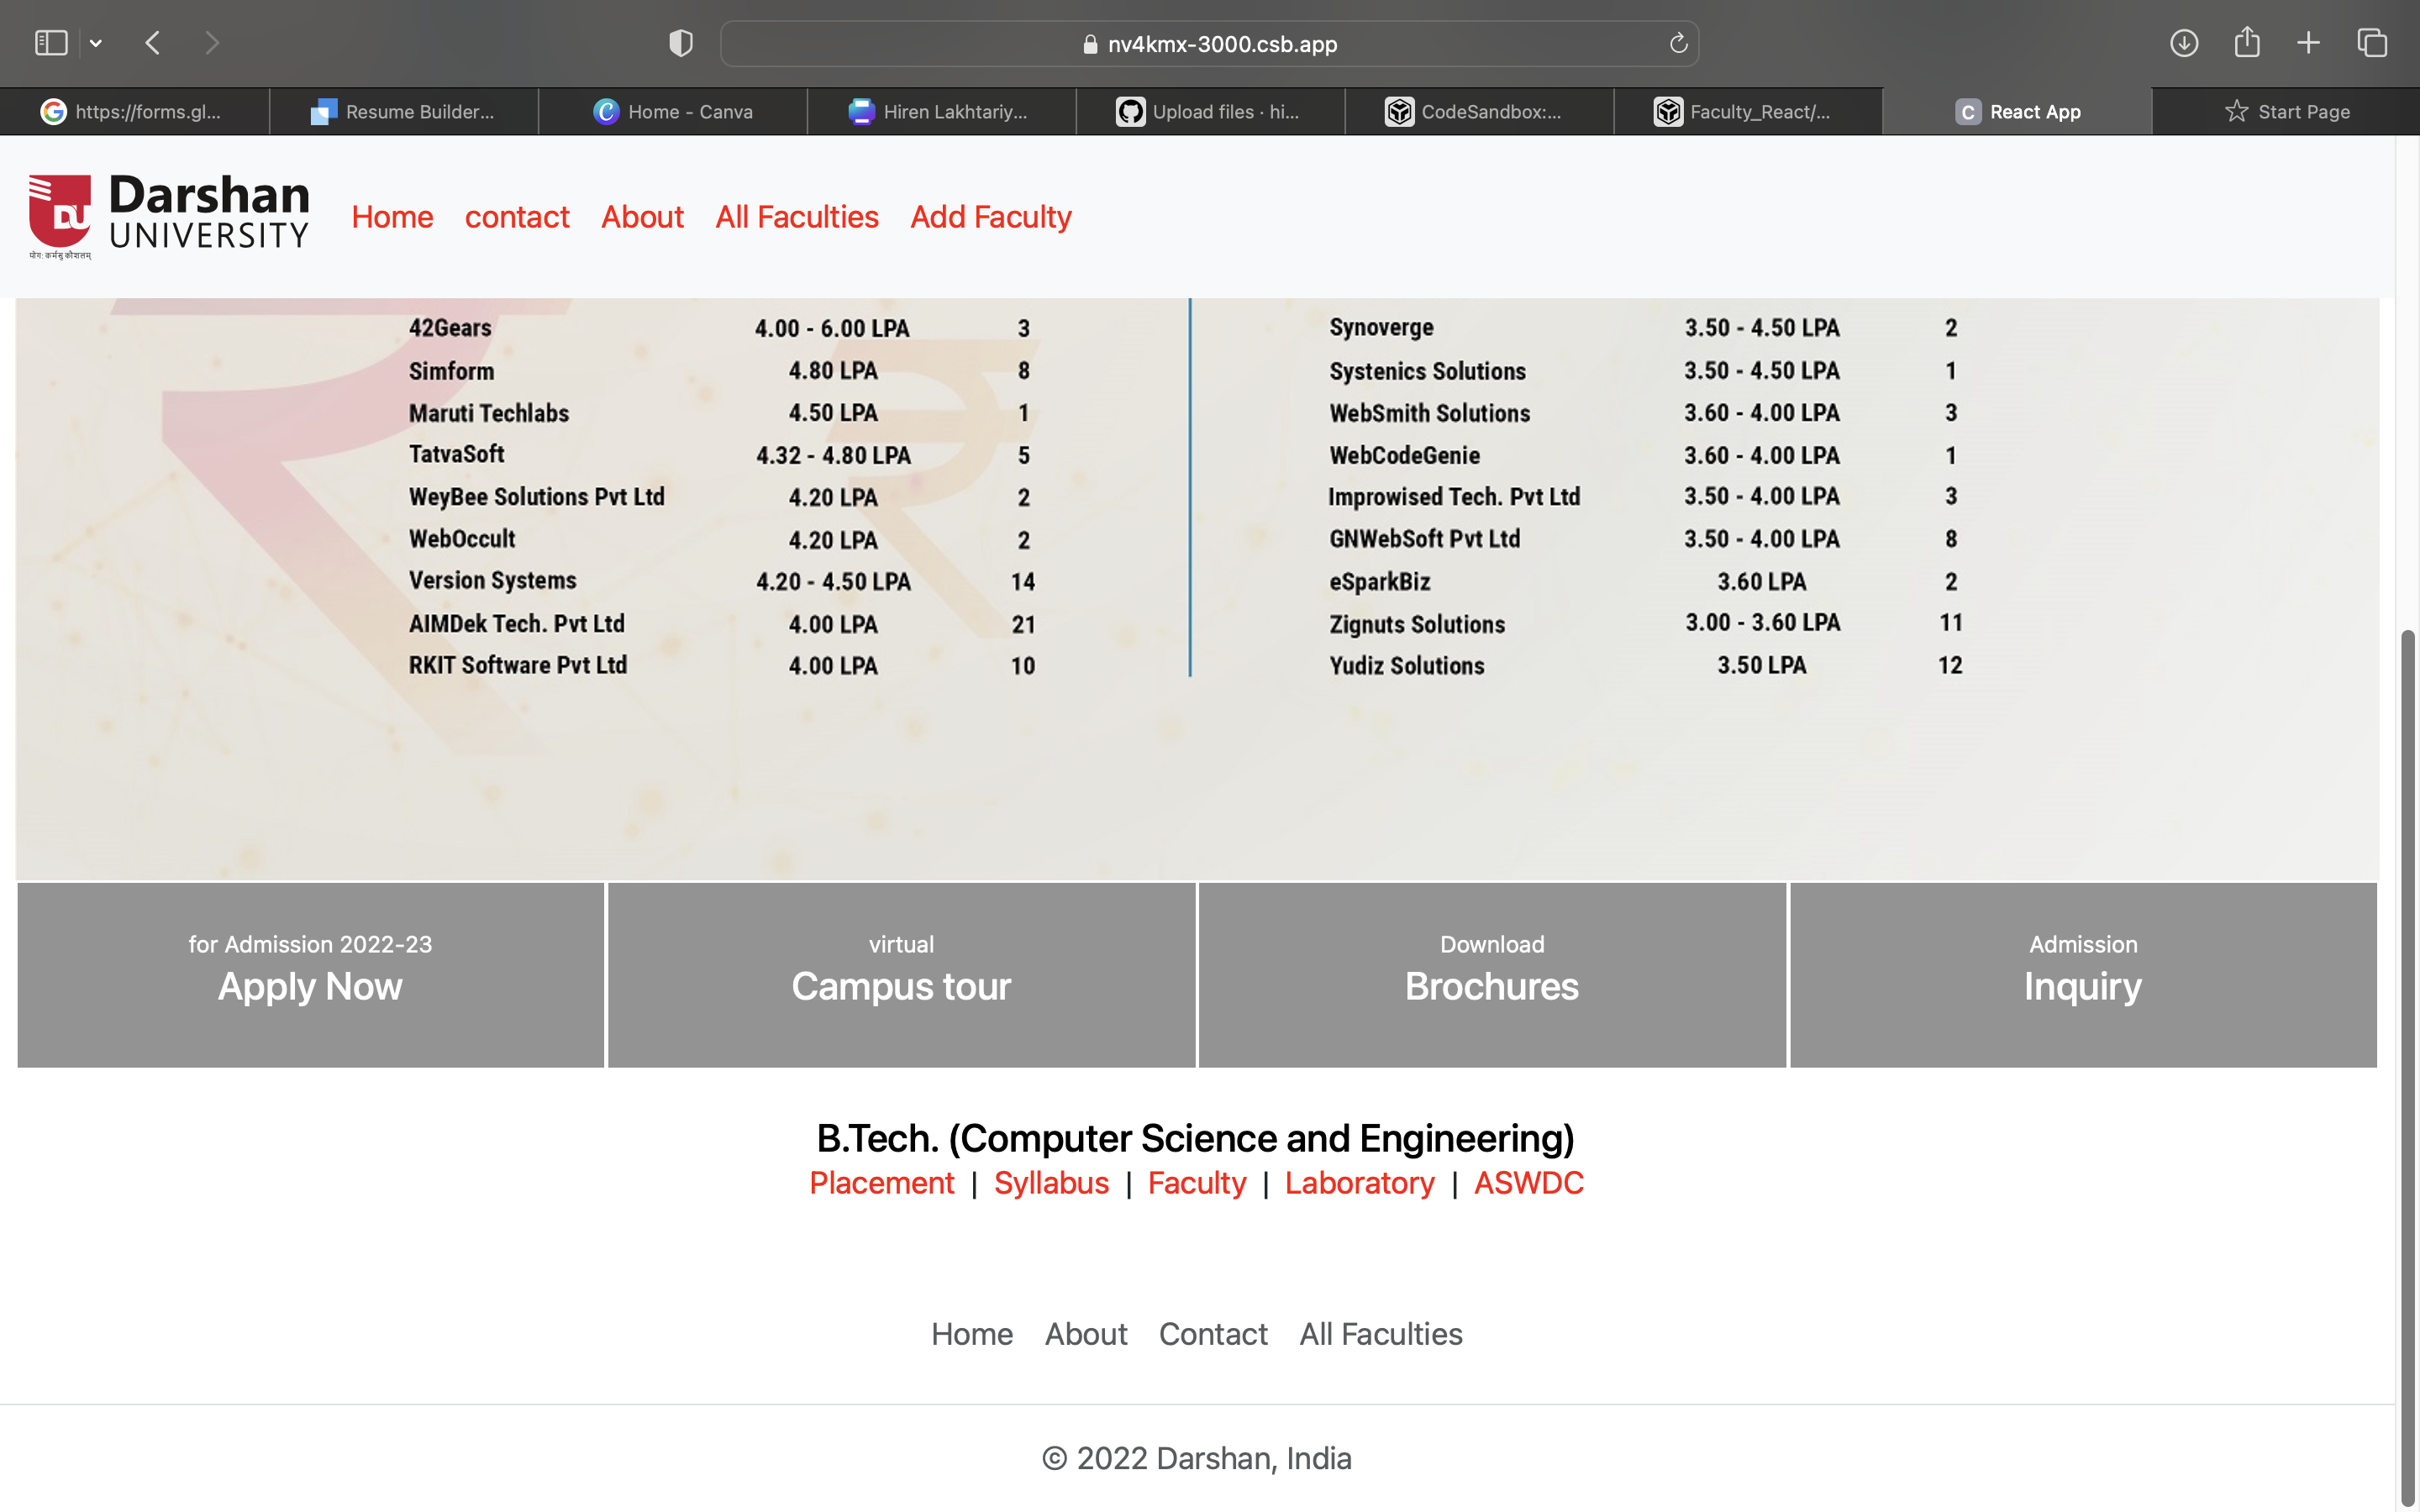 nv4kmx-3000.csb.app
https://forms.gl...
Resume Builder...
Home - Canva
Hiren Lakhtariy...
Upload files · hi...
CodeSandbox:...
Faculty_React/...
C React App
Start Page
DU
Darshan
UNIVERSITY
योगः कर्मसु कौशलम्
Home contact About All Faculties Add Faculty
42Gears 4.00 - 6.00 LPA 3
Simform 4.80 LPA 8
Maruti Techlabs 4.50 LPA 1
TatvaSoft 4.32 - 4.80 LPA 5
WeyBee Solutions Pvt Ltd 4.20 LPA 2
WebOccult 4.20 LPA 2
Version Systems 4.20 - 4.50 LPA 14
AIMDek Tech. Pvt Ltd 4.00 LPA 21
RKIT Software Pvt Ltd 4.00 LPA 10
Synoverge 3.50 - 4.50 LPA 2
Systenics Solutions 3.50 - 4.50 LPA 1
WebSmith Solutions 3.60 - 4.00 LPA 3
WebCodeGenie 3.60 - 4.00 LPA 1
Improwised Tech. Pvt Ltd 3.50 - 4.00 LPA 3
GNWebSoft Pvt Ltd 3.50 - 4.00 LPA 8
eSparkBiz 3.60 LPA 2
Zignuts Solutions 3.00 - 3.60 LPA 11
Yudiz Solutions 3.50 LPA 12
for Admission 2022-23
Apply Now
virtual
Campus tour
Download
Brochures
Admission
Inquiry
B.Tech. (Computer Science and Engineering)
Placement | Syllabus | Faculty | Laboratory | ASWDC
Home About Contact All Faculties
© 2022 Darshan, India